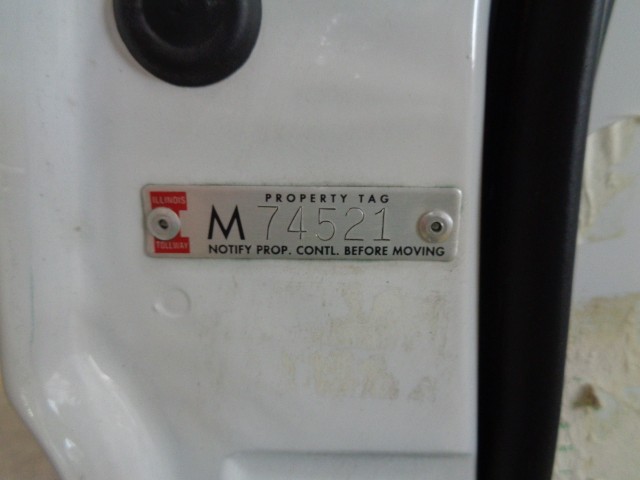 PROPERTY TAG
ILLINOIS
TOLLWAY
M 74521
NOTIFY PROP. CONTL. BEFORE MOVING